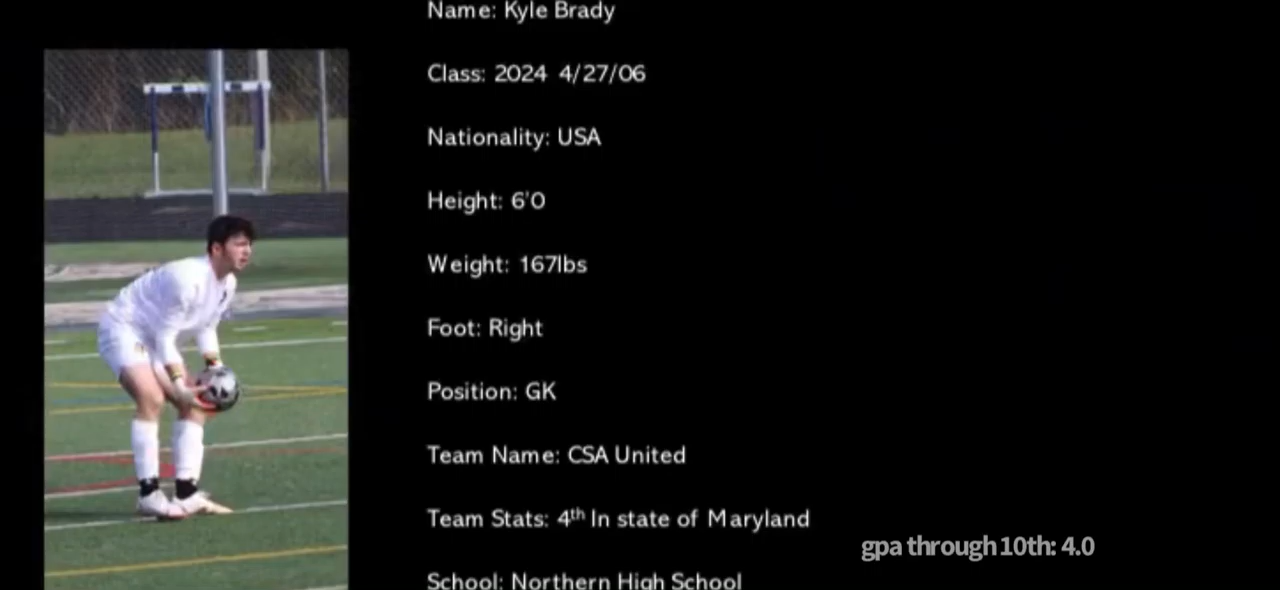 Name: Kyle Brady
Class: 2024 4/27/06
Nationality: USA
Height: 6'0
Weight: 167lbs
Foot: Right
Position: GK
Team Name: CSA United
Team Stats: 4th In state of Maryland
gpa through 10th: 4.0
School: Northern High School